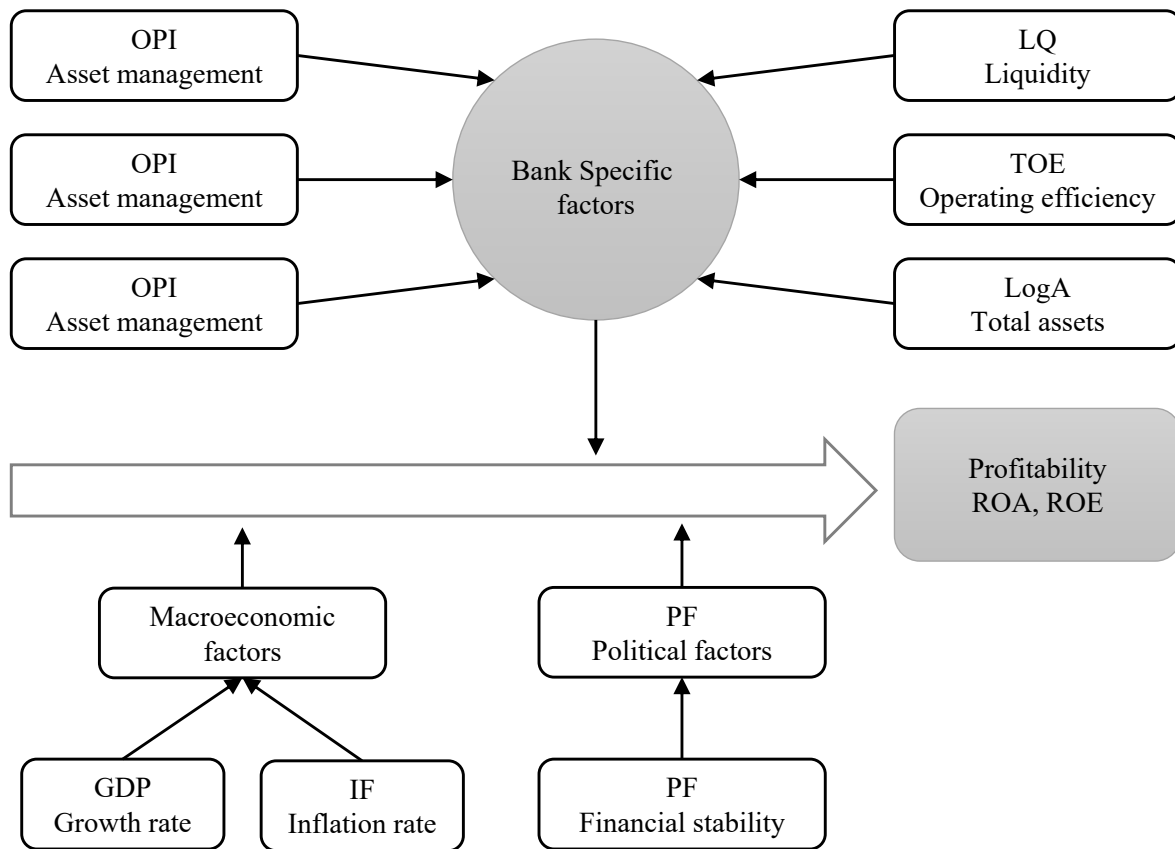 OPI
Asset management
LQ
Liquidity
OPI
Asset management
Bank Specific
factors
TOE
Operating efficiency
OPI
Asset management
LogA
Total assets
Profitability
ROA, ROE
Macroeconomic
factors
PF
Political factors
GDP
Growth rate
IF
Inflation rate
PF
Financial stability